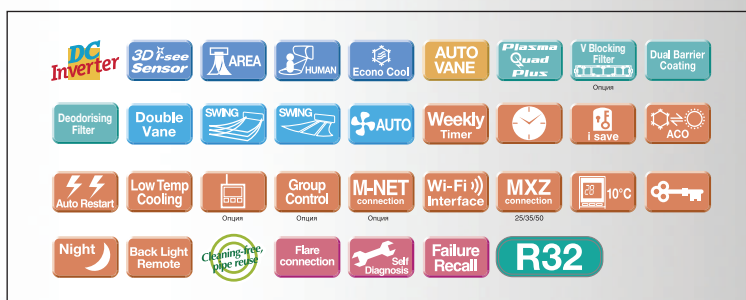 DC
Inverter
3D i-see
Sensor
AREA
HUMAN
Econo Cool
AUTO
VANE
Plasma
Quad
Plus
V Blocking
Filter
Опция
Dual Barrier
Coating
Deodorising
Filter
Double
Vane
SWING
SWING
AUTO
Weekly
Timer
i save
ACO
Auto Restart
Low Temp
Cooling
Опция
Group
Control
Опция
M-NET
connection
Опция
Wi-Fi
Interface
MXZ
connection
25/35/50
28
10°C
Night
Back Light
Remote
Cleaning-free,
pipe reuse
Flare
connection
Self
Diagnosis
Failure
Recall
R32